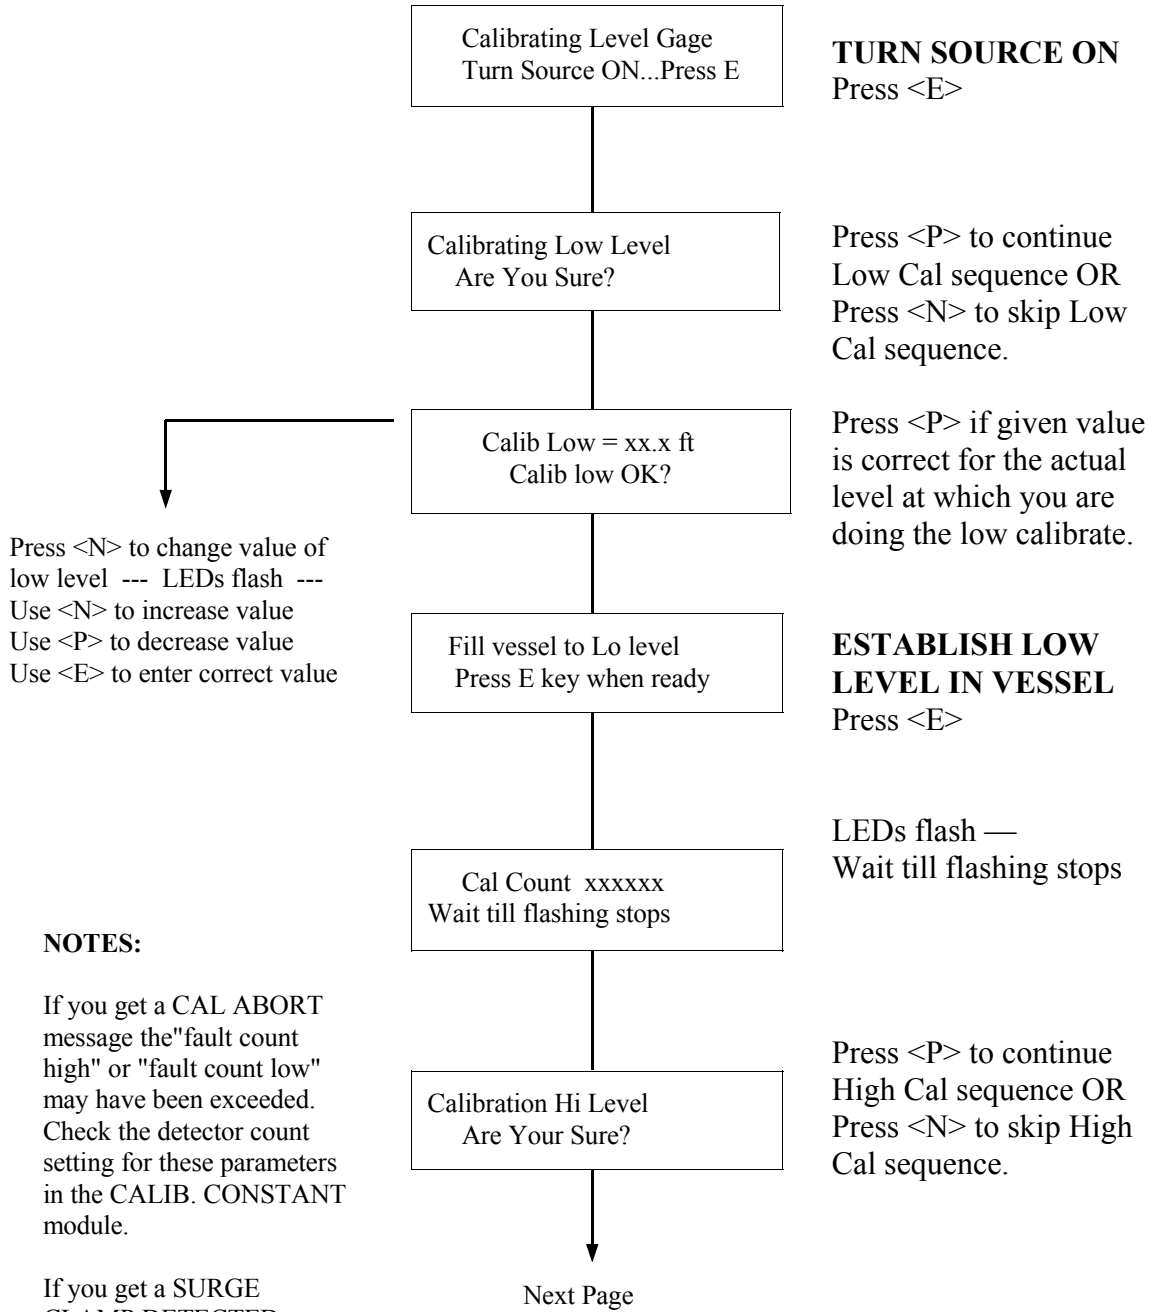 Calibrating Level Gage
Turn Source ON...Press E
TURN SOURCE ON
Press <E>
Calibrating Low Level
Are You Sure?
Press <P> to continue
Low Cal sequence OR
Press <N> to skip Low
Cal sequence.
Calib Low = xx.x ft
Calib low OK?
Press <P> if given value
is correct for the actual
level at which you are
doing the low calibrate.
Press <N> to change value of
low level --- LEDs flash ---
Use <N> to increase value
Use <P> to decrease value
Use <E> to enter correct value
Fill vessel to Lo level
Press E key when ready
ESTABLISH LOW
LEVEL IN VESSEL
Press <E>
LEDs flash —
Wait till flashing stops
Cal Count xxxxxx
Wait till flashing stops
NOTES:
If you get a CAL ABORT
message the"fault count
high" or "fault count low"
may have been exceeded.
Check the detector count
setting for these parameters
in the CALIB. CONSTANT
module.
Calibration Hi Level
Are Your Sure?
Press <P> to continue
High Cal sequence OR
Press <N> to skip High
Cal sequence.
If you get a SURGE
CLAMP DETECTED
Next Page